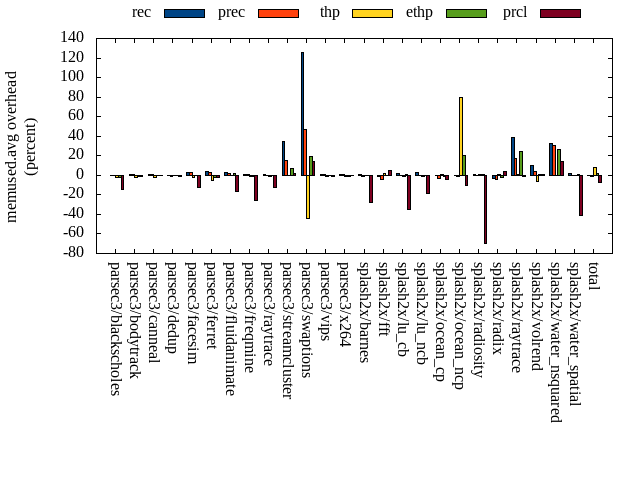 rec prec thp ethp prcl
memused.avg overhead
(percent)
140
120
100
80
60
40
20
0
-20
-40
-60
-80
parsec3/blackscholes
parsec3/bodytrack
parsec3/canneal
parsec3/dedup
parsec3/facesim
parsec3/ferret
parsec3/fluidanimate
parsec3/freqmine
parsec3/raytrace
parsec3/streamcluster
parsec3/swaptions
parsec3/vips
parsec3/x264
splash2x/barnes
splash2x/fft
splash2x/lu_cb
splash2x/lu_ncb
splash2x/ocean_cp
splash2x/ocean_ncp
splash2x/radiosity
splash2x/radix
splash2x/raytrace
splash2x/volrend
splash2x/water_nsquared
splash2x/water_spatial
total